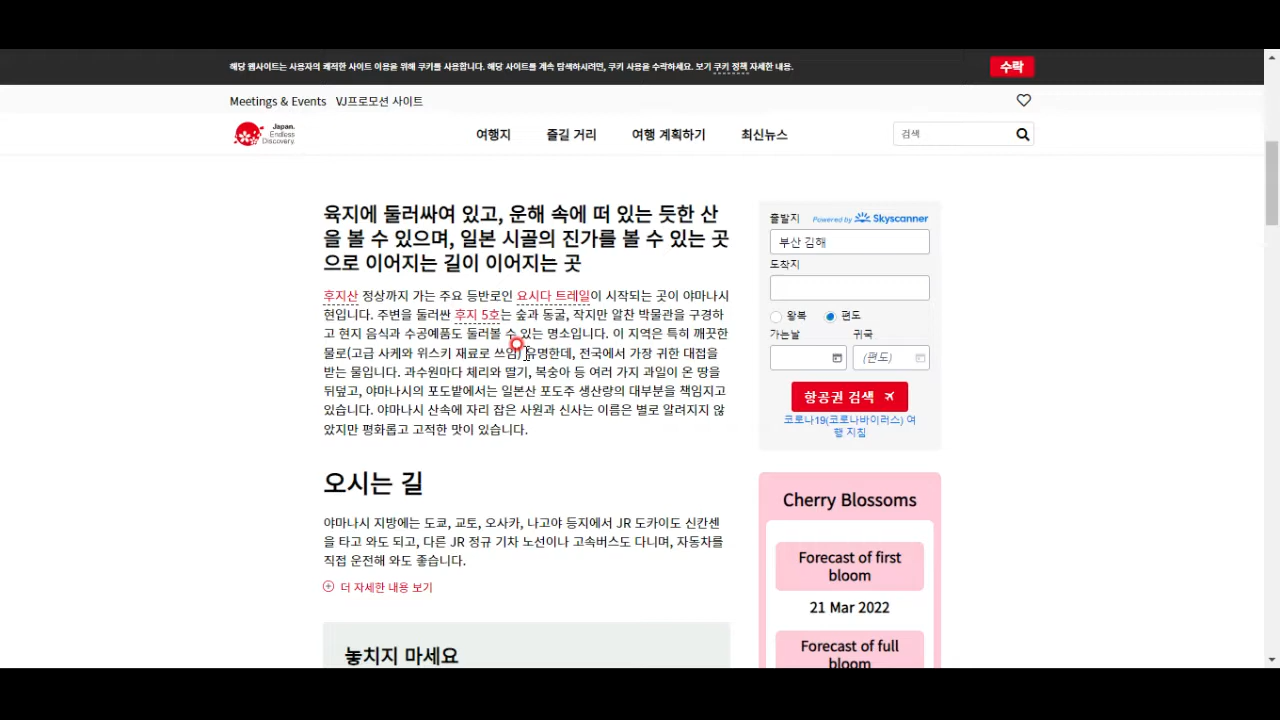 해당 웹사이트는 사용자의 쾌적한 사이트 이용을 위해 쿠키를 사용합니다. 해당 사이트를 계속 탐색하시려면, 쿠키 사용을 수락하세요. 보기 쿠키 정책 자세한 내용.
수락
Meetings & Events VJ프로모션 사이트
Japan.
Endless
Discovery.
여행지 즐길 거리 여행 계획하기 최신뉴스
검색
육지에 둘러싸여 있고, 운해 속에 떠 있는 듯한 산
을 볼 수 있으며, 일본 시골의 진가를 볼 수 있는 곳
으로 이어지는 길이 이어지는 곳
후지산 정상까지 가는 주요 등반로인 요시다 트레일이 시작되는 곳이 야마나시
현입니다. 주변을 둘러싼 후지 5호는 숲과 동굴, 작지만 알찬 박물관을 구경하
고 현지 음식과 수공예품도 둘러볼 수 있는 명소입니다. 이 지역은 특히 깨끗한
물로(고급 사케와 위스키 재료로 쓰임) 유명한데, 전국에서 가장 귀한 대접을
받는 물입니다. 과수원마다 체리와 딸기, 복숭아 등 여러 가지 과일이 온 땅을
뒤덮고, 야마나시의 포도밭에서는 일본산 포도주 생산량의 대부분을 책임지고
있습니다. 야마나시 산속에 자리 잡은 사원과 신사는 이름은 별로 알려지지 않
았지만 평화롭고 고적한 맛이 있습니다.
오시는 길
야마나시 지방에는 도쿄, 교토, 오사카, 나고야 등지에서 JR 도카이도 신칸센
을 타고 와도 되고, 다른 JR 정규 기차 노선이나 고속버스도 다니며, 자동차를
직접 운전해 와도 좋습니다.
더 자세한 내용 보기
놓치지 마세요
출발지 Powered by Skyscanner
부산 김해
도착지
왕복 편도
가는날 귀국
(편도)
항공권 검색
코로나19(코로나바이러스) 여
행 지침
Cherry Blossoms
Forecast of first
bloom
21 Mar 2022
Forecast of full
bloom